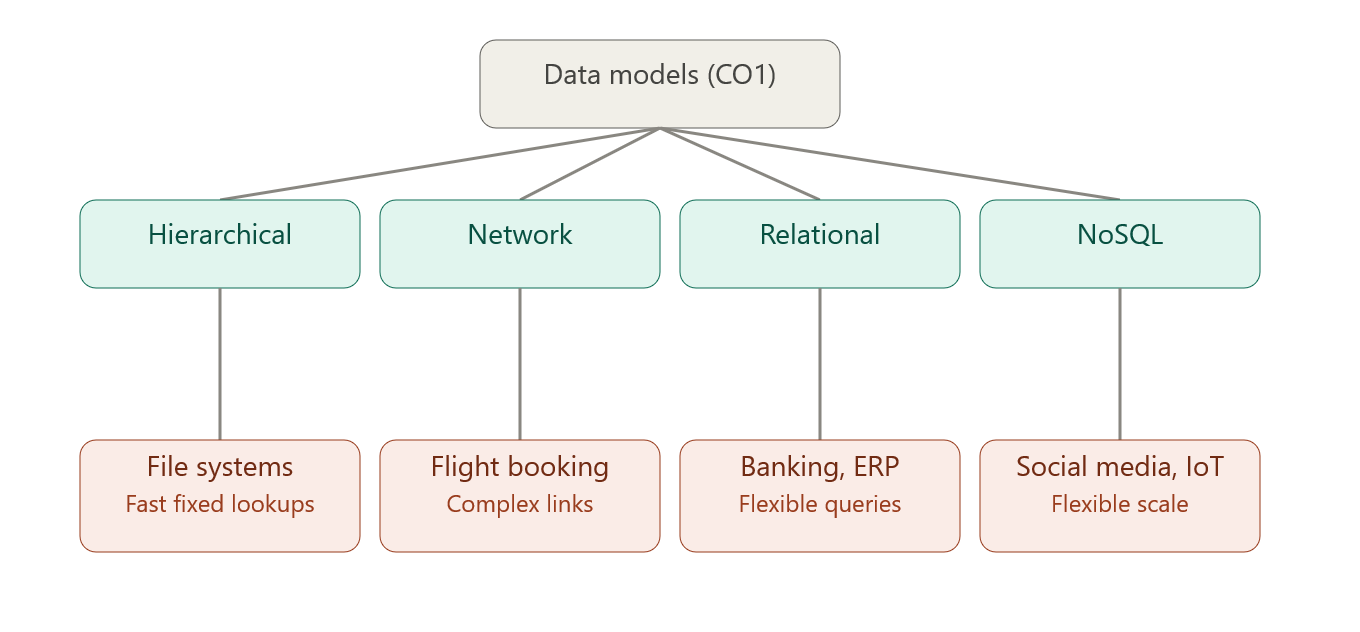 Data models (CO1)
Hierarchical
Network
Relational
NoSQL
File systems
Fast fixed lookups
Flight booking
Complex links
Banking, ERP
Flexible queries
Social media, IoT
Flexible scale